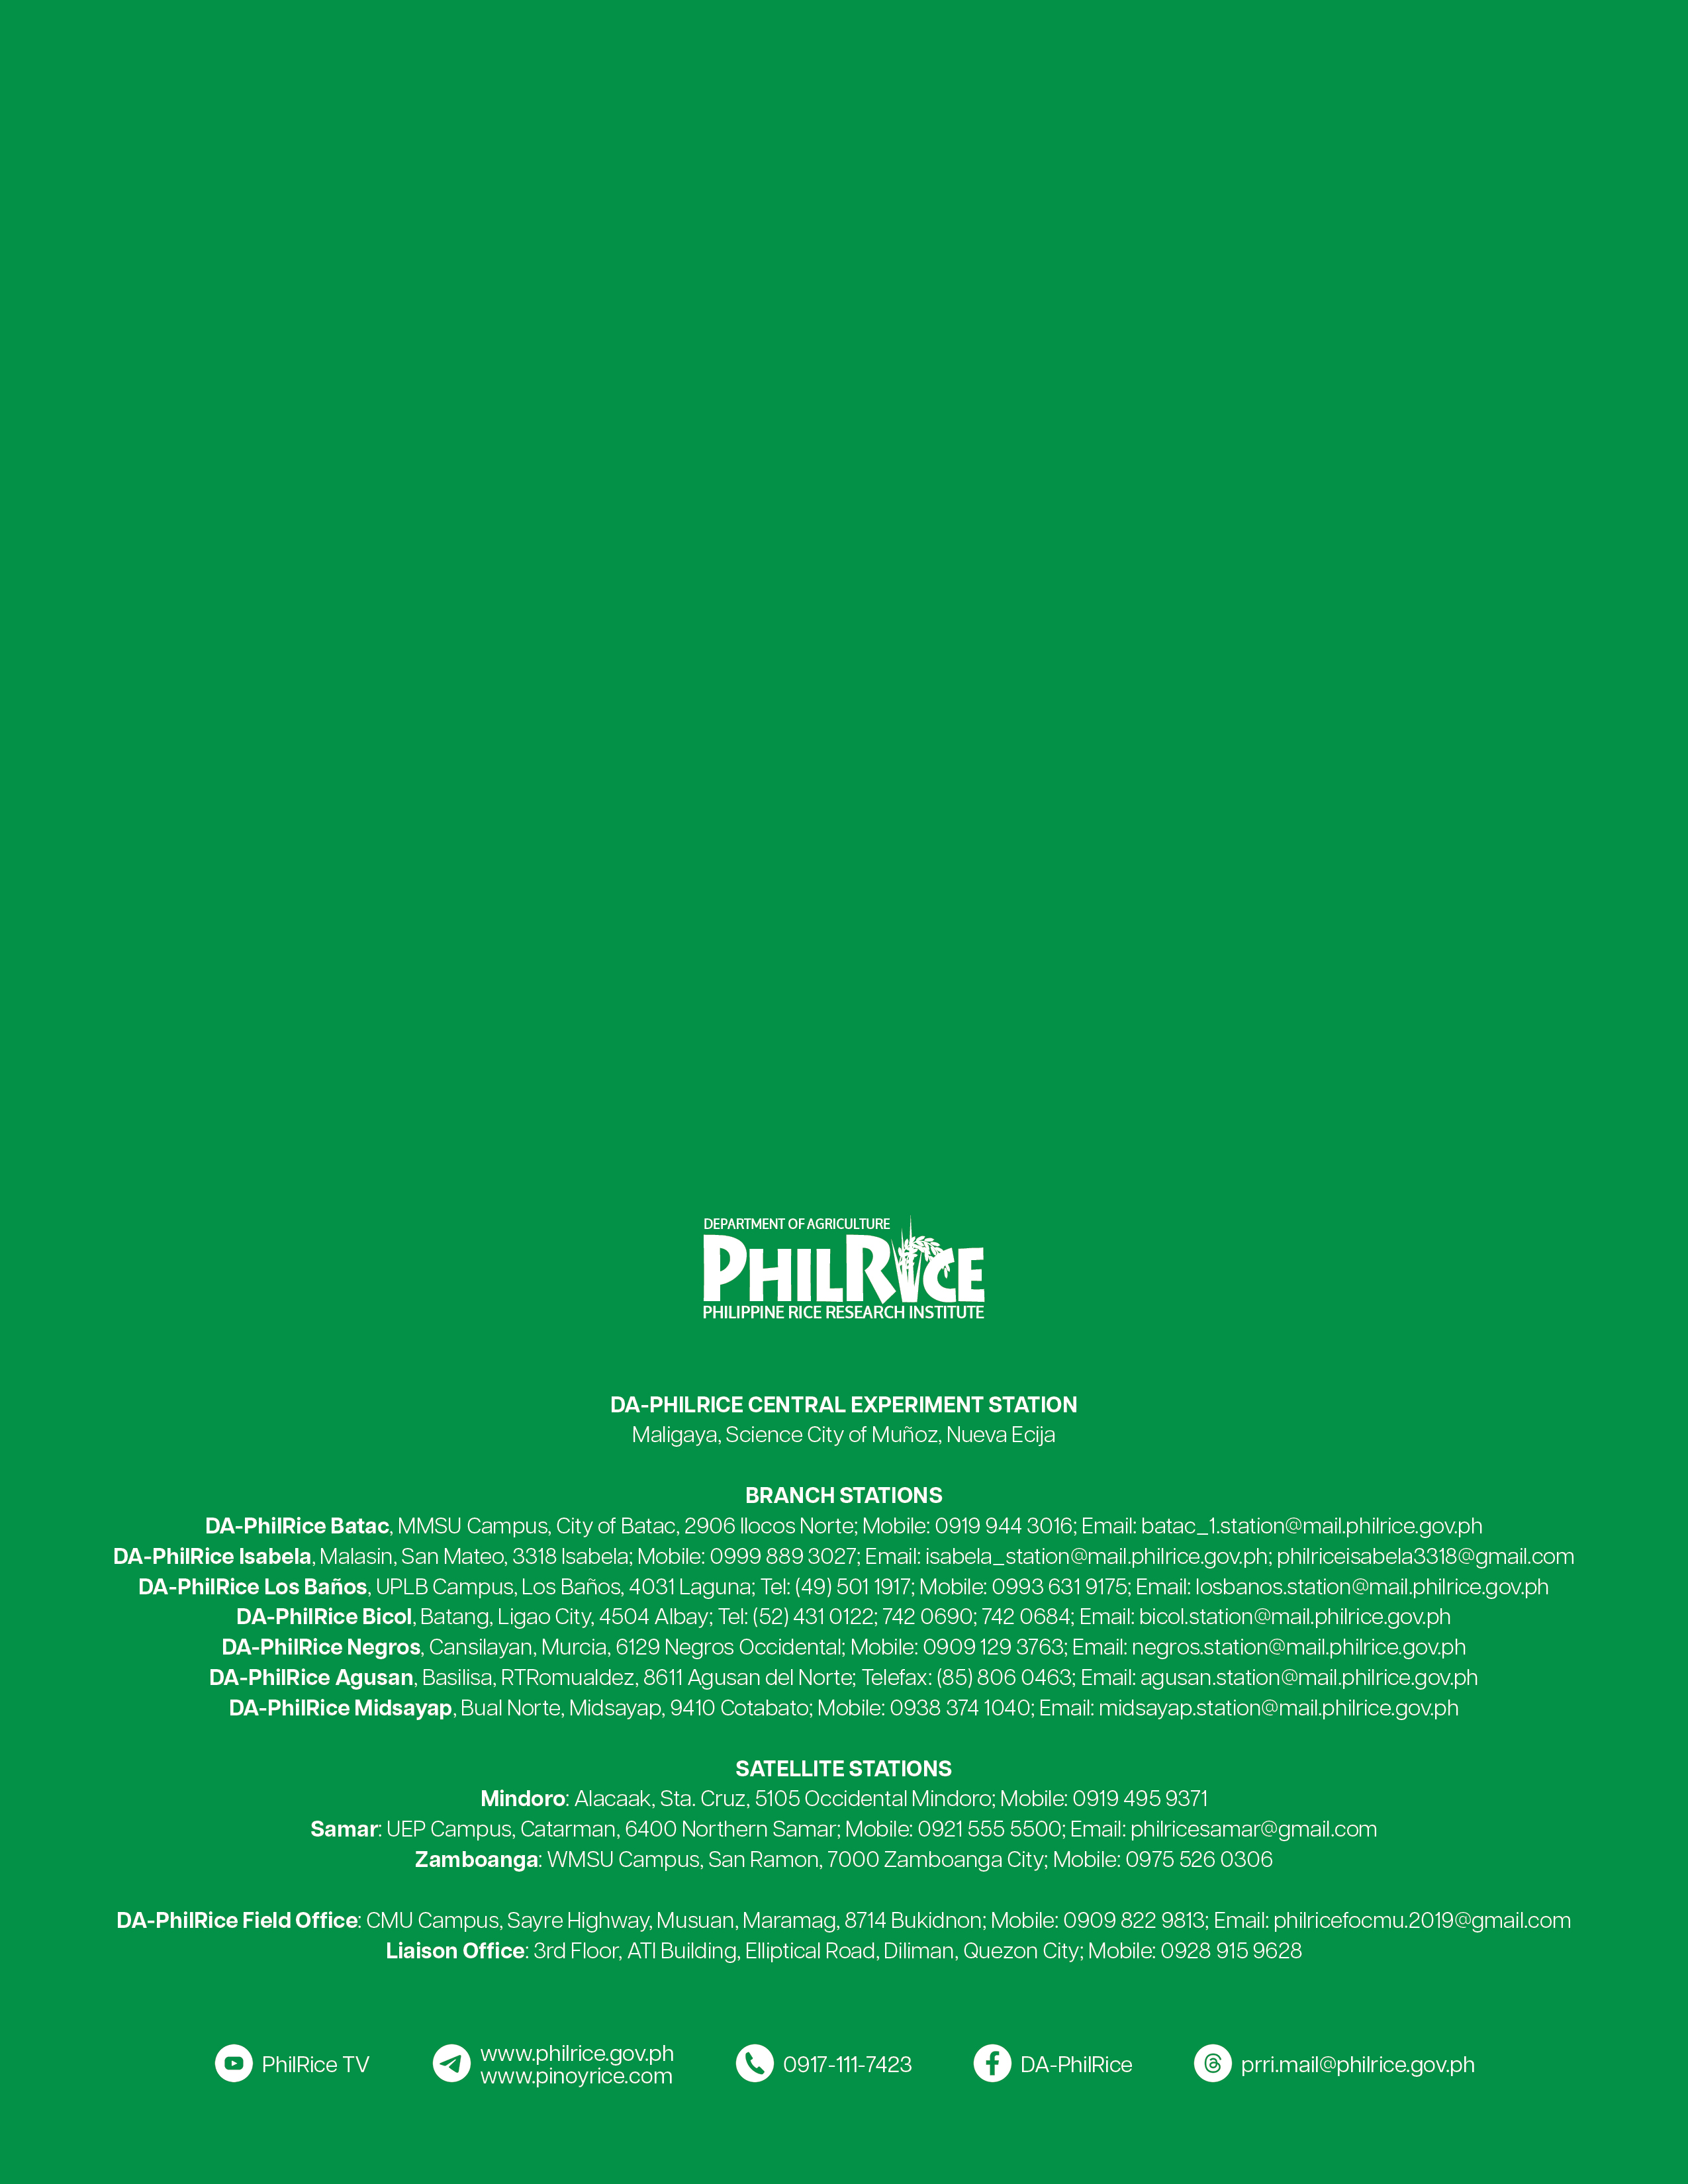 DEPARTMENT OF AGRICULTURE
PHILRICE
PHILIPPINE RICE RESEARCH INSTITUTE
DA-PHILRICE CENTRAL EXPERIMENT STATION
Maligaya, Science City of Muñoz, Nueva Ecija
BRANCH STATIONS
DA-PhilRice Batac, MMSU Campus, City of Batac, 2906 Ilocos Norte; Mobile: 0919 944 3016; Email: batac_1.station@mail.philrice.gov.ph
DA-PhilRice Isabela, Malasin, San Mateo, 3318 Isabela; Mobile: 0999 889 3027; Email: isabela_station@mail.philrice.gov.ph; philriceisabela3318@gmail.com
DA-PhilRice Los Baños, UPLB Campus, Los Baños, 4031 Laguna; Tel: (49) 501 1917; Mobile: 0993 631 9175; Email: losbanos.station@mail.philrice.gov.ph
DA-PhilRice Bicol, Batang, Ligao City, 4504 Albay; Tel: (52) 431 0122; 742 0690; 742 0684; Email: bicol.station@mail.philrice.gov.ph
DA-PhilRice Negros, Cansilayan, Murcia, 6129 Negros Occidental; Mobile: 0909 129 3763; Email: negros.station@mail.philrice.gov.ph
DA-PhilRice Agusan, Basilisa, RTRomualdez, 8611 Agusan del Norte; Telefax: (85) 806 0463; Email: agusan.station@mail.philrice.gov.ph
DA-PhilRice Midsayap, Bual Norte, Midsayap, 9410 Cotabato; Mobile: 0938 374 1040; Email: midsayap.station@mail.philrice.gov.ph
SATELLITE STATIONS
Mindoro: Alacaak, Sta. Cruz, 5105 Occidental Mindoro; Mobile: 0919 495 9371
Samar: UEP Campus, Catarman, 6400 Northern Samar; Mobile: 0921 555 5500; Email: philricesamar@gmail.com
Zamboanga: WMSU Campus, San Ramon, 7000 Zamboanga City; Mobile: 0975 526 0306
DA-PhilRice Field Office: CMU Campus, Sayre Highway, Musuan, Maramag, 8714 Bukidnon; Mobile: 0909 822 9813; Email: philricefocmu.2019@gmail.com
Liaison Office: 3rd Floor, ATI Building, Elliptical Road, Diliman, Quezon City; Mobile: 0928 915 9628
PhilRice TV
www.philrice.gov.ph
www.pinoyrice.com
0917-111-7423
DA-PhilRice
prri.mail@philrice.gov.ph